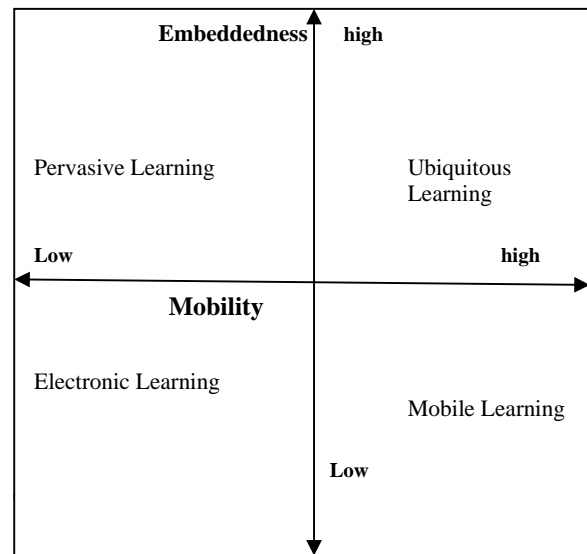 Embeddedness high
Pervasive Learning
Ubiquitous
Learning
Low
high
Mobility
Electronic Learning
Mobile Learning
Low